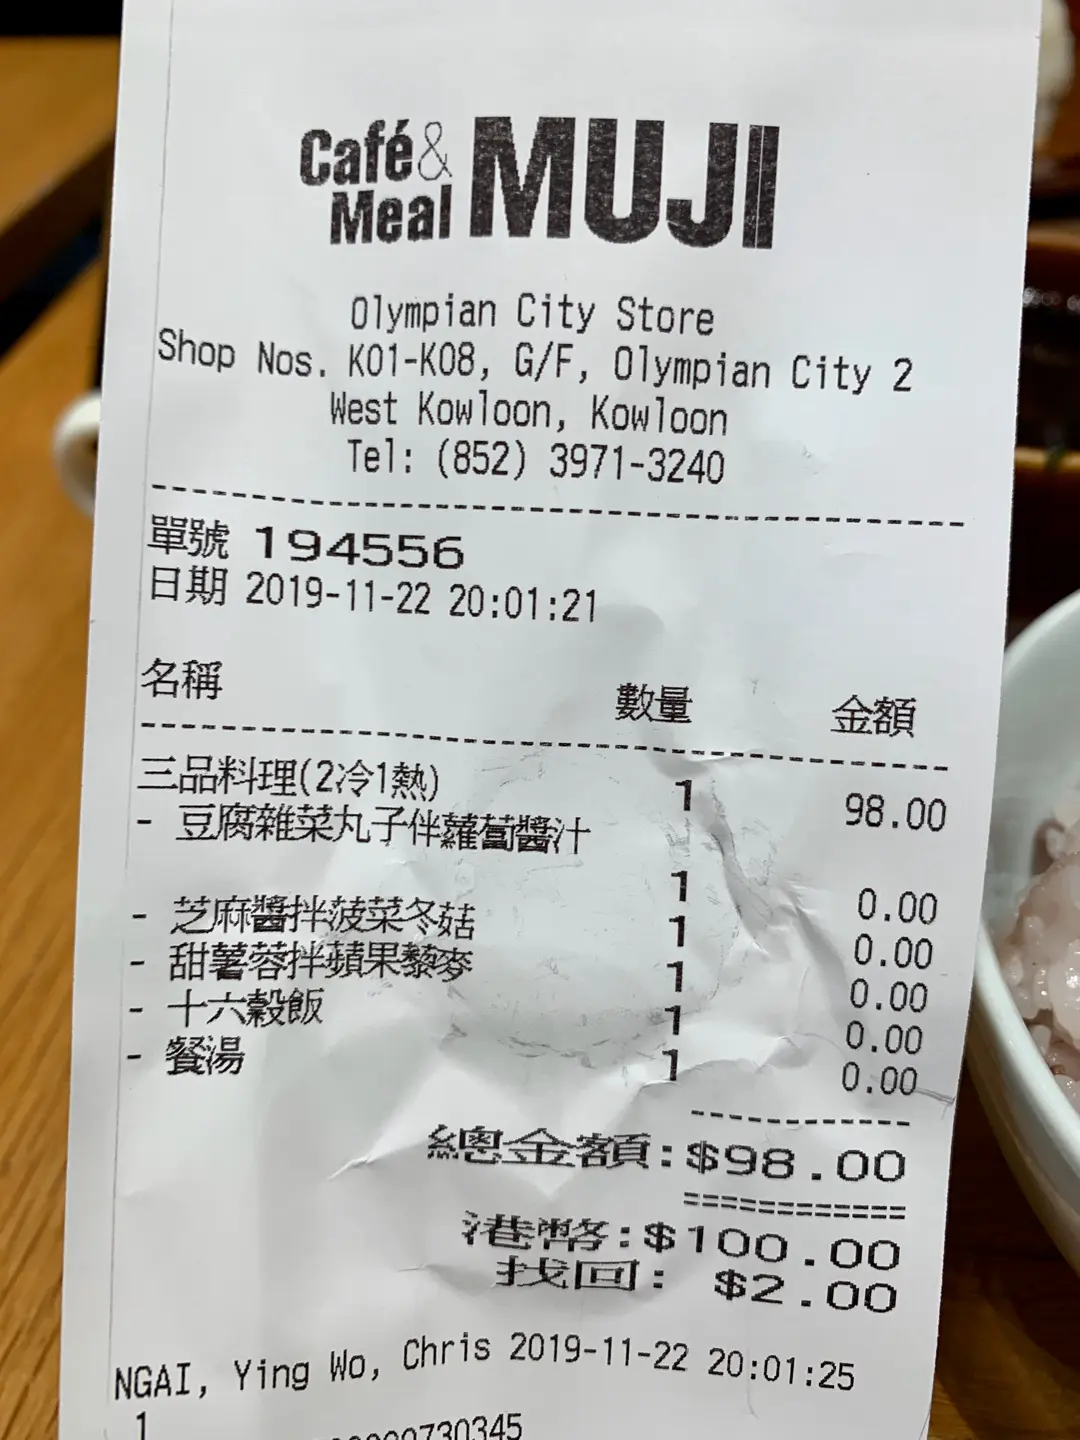 Café & Meal MUJI
Olympian City Store
Shop Nos. K01-K08, G/F, Olympian City 2
West Kowloon, Kowloon
Tel: (852) 3971-3240
單號 194556
日期 2019-11-22 20:01:21
名稱 數量 金額
三品料理(2冷1熱) 1 98.00
- 豆腐雜菜丸子伴蘿蔔醬汁
1 0.00
- 芝麻醬拌菠菜冬菇 1 0.00
- 甜薯蓉拌蘋果藜麥 1 0.00
- 十六穀飯 1 0.00
- 餐湯 1 0.00
總金額:$98.00
港幣:$100.00
找回: $2.00
NGAI, Ying Wo, Chris 2019-11-22 20:01:25
1